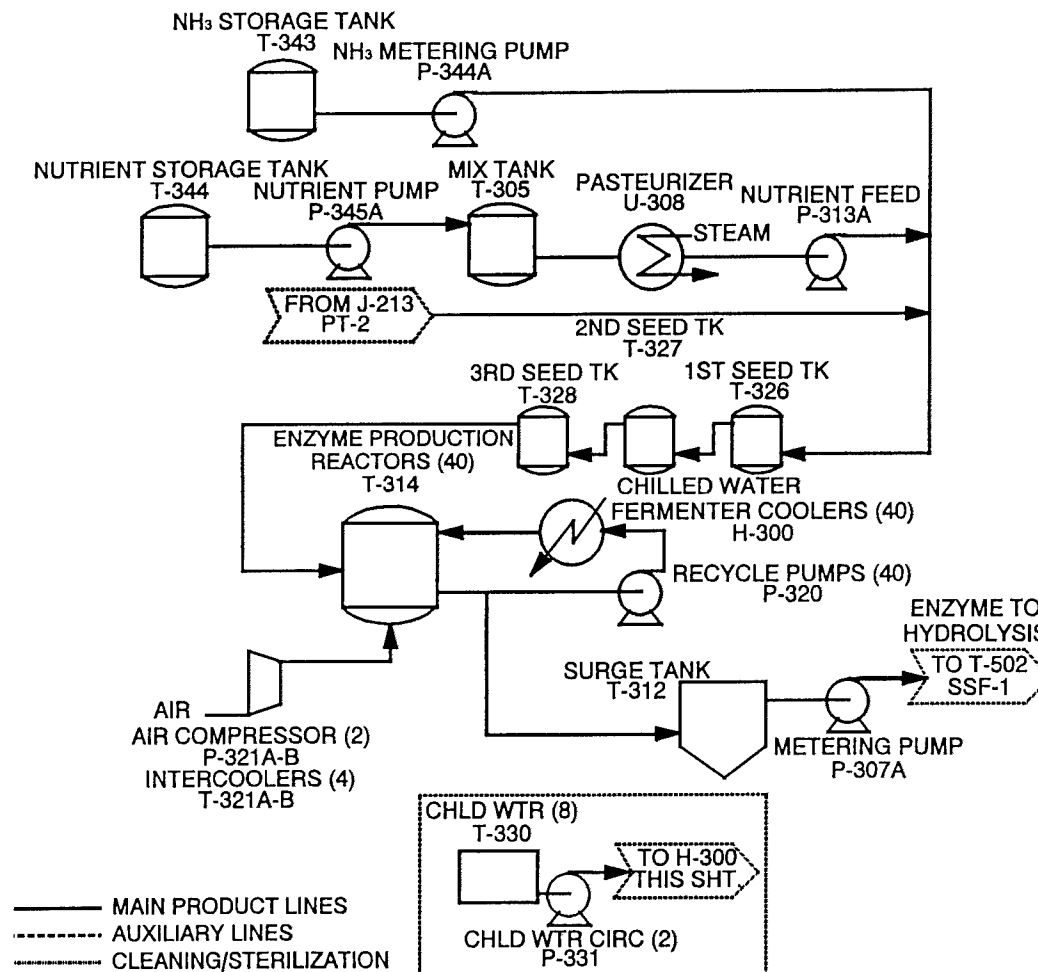 NH₃ STORAGE TANK
T-343
NH₃ METERING PUMP
P-344A
NUTRIENT STORAGE TANK
T-344
NUTRIENT PUMP
P-345A
MIX TANK
T-305
PASTEURIZER
U-308
STEAM
NUTRIENT FEED
P-313A
FROM J-213
PT-2
2ND SEED TK
T-327
3RD SEED TK
T-328
1ST SEED TK
T-326
ENZYME PRODUCTION
REACTORS (40)
T-314
CHILLED WATER
FERMENTER COOLERS (40)
H-300
RECYCLE PUMPS (40)
P-320
ENZYME TO
HYDROLYSIS
TO T-502
SSF-1
SURGE TANK
T-312
METERING PUMP
P-307A
AIR
AIR COMPRESSOR (2)
P-321A-B
INTERCOOLERS (4)
T-321A-B
CHLD WTR (8)
T-330
TO H-300
THIS SHT.
CHLD WTR CIRC (2)
P-331
MAIN PRODUCT LINES
AUXILIARY LINES
CLEANING/STERILIZATION